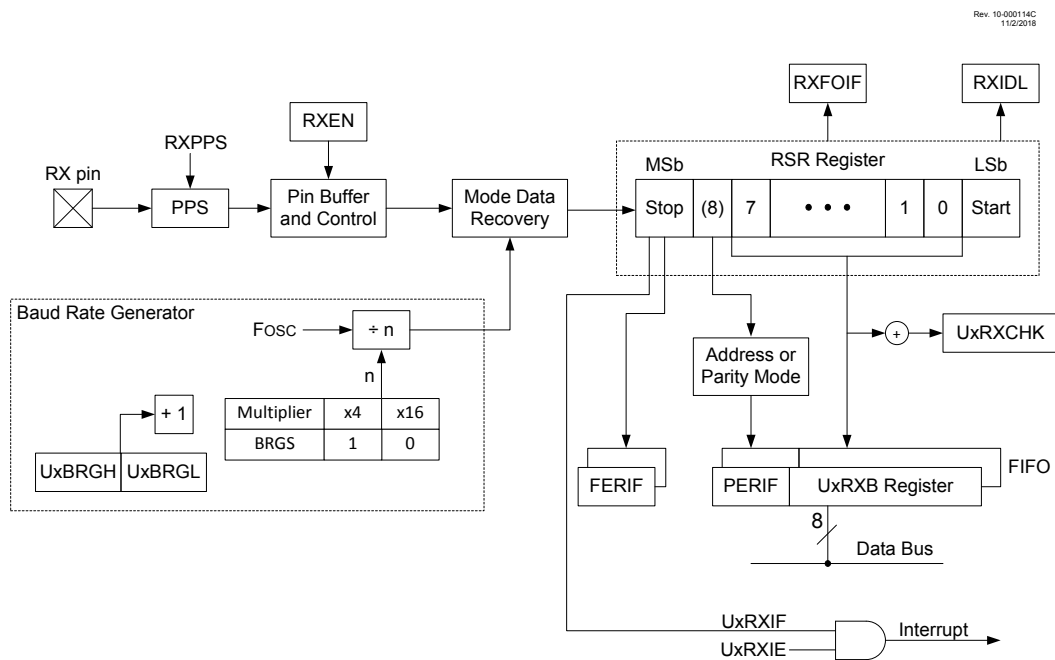 Rev. 10-000114C
11/2/2018
RXFOIF
RXIDL
RXEN
RXPPS
RX pin
PPS
Pin Buffer
and Control
Mode Data
Recovery
MSb
RSR Register
LSb
Stop
(8)
7
• • •
1
0
Start
Baud Rate Generator
FOSC
÷ n
n
Multiplier x4 x16
BRGS 1 0
+ 1
UxBRGH
UxBRGL
Address or
Parity Mode
+
UxRXCHK
FERIF
PERIF
UxRXB Register
FIFO
8
Data Bus
UxRXIF
UxRXIE
Interrupt